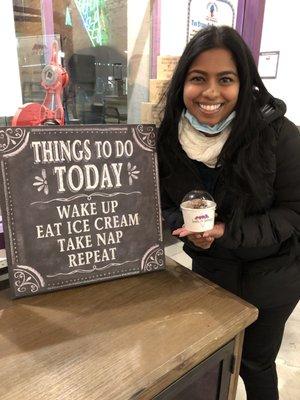 THINGS TO DO
TODAY
WAKE UP
EAT ICE CREAM
TAKE NAP
REPEAT